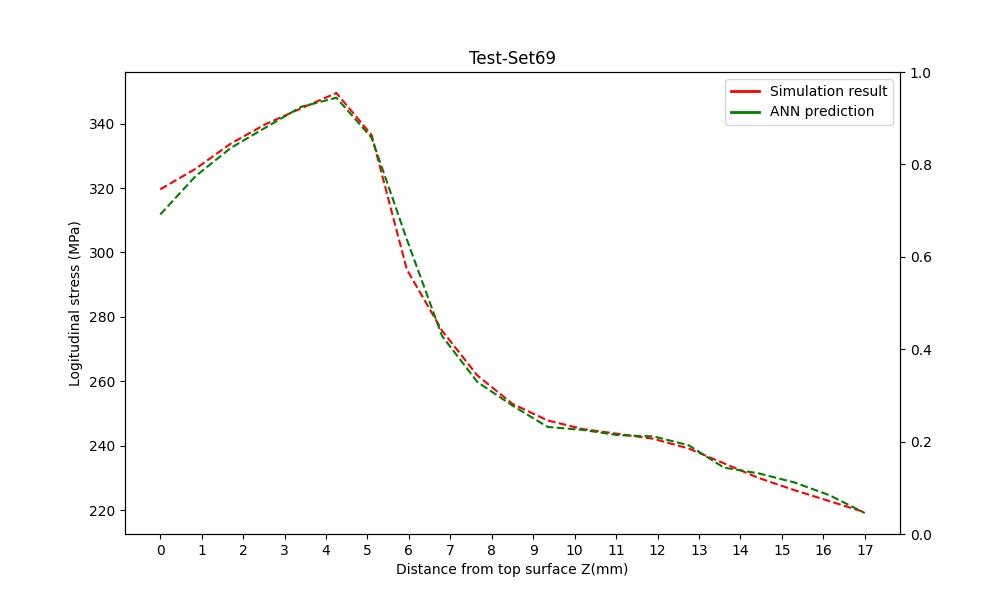 Test-Set69
Simulation result
ANN prediction
Logitudinal stress (MPa)
340
320
300
280
260
240
220
1.0
0.8
0.6
0.4
0.2
0.0
0 1 2 3 4 5 6 7 8 9 10 11 12 13 14 15 16 17
Distance from top surface Z(mm)